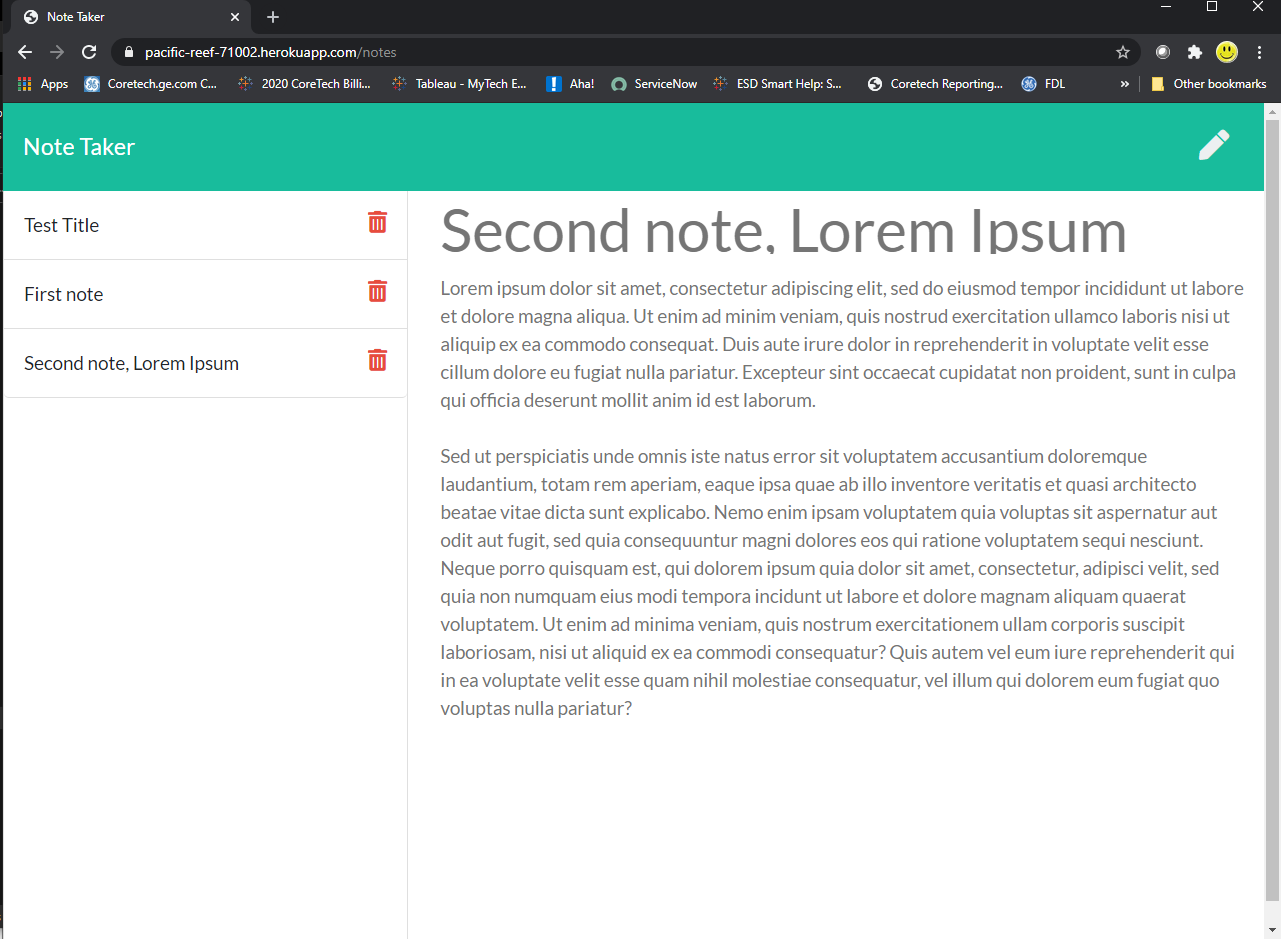 Note Taker
pacific-reef-71002.herokuapp.com/notes
Apps Coretech.ge.com C... 2020 CoreTech Billi... Tableau - MyTech E... Aha! ServiceNow ESD Smart Help: S... Coretech Reporting... FDL » Other bookmarks
Note Taker
Test Title
First note
Second note, Lorem Ipsum
Second note, Lorem Ipsum
Lorem ipsum dolor sit amet, consectetur adipiscing elit, sed do eiusmod tempor incididunt ut labore
et dolore magna aliqua. Ut enim ad minim veniam, quis nostrud exercitation ullamco laboris nisi ut
aliquip ex ea commodo consequat. Duis aute irure dolor in reprehenderit in voluptate velit esse
cillum dolore eu fugiat nulla pariatur. Excepteur sint occaecat cupidatat non proident, sunt in culpa
qui officia deserunt mollit anim id est laborum.
Sed ut perspiciatis unde omnis iste natus error sit voluptatem accusantium doloremque
laudantium, totam rem aperiam, eaque ipsa quae ab illo inventore veritatis et quasi architecto
beatae vitae dicta sunt explicabo. Nemo enim ipsam voluptatem quia voluptas sit aspernatur aut
odit aut fugit, sed quia consequuntur magni dolores eos qui ratione voluptatem sequi nesciunt.
Neque porro quisquam est, qui dolorem ipsum quia dolor sit amet, consectetur, adipisci velit, sed
quia non numquam eius modi tempora incidunt ut labore et dolore magnam aliquam quaerat
voluptatem. Ut enim ad minima veniam, quis nostrum exercitationem ullam corporis suscipit
laboriosam, nisi ut aliquid ex ea commodi consequatur? Quis autem vel eum iure reprehenderit qui
in ea voluptate velit esse quam nihil molestiae consequatur, vel illum qui dolorem eum fugiat quo
voluptas nulla pariatur?